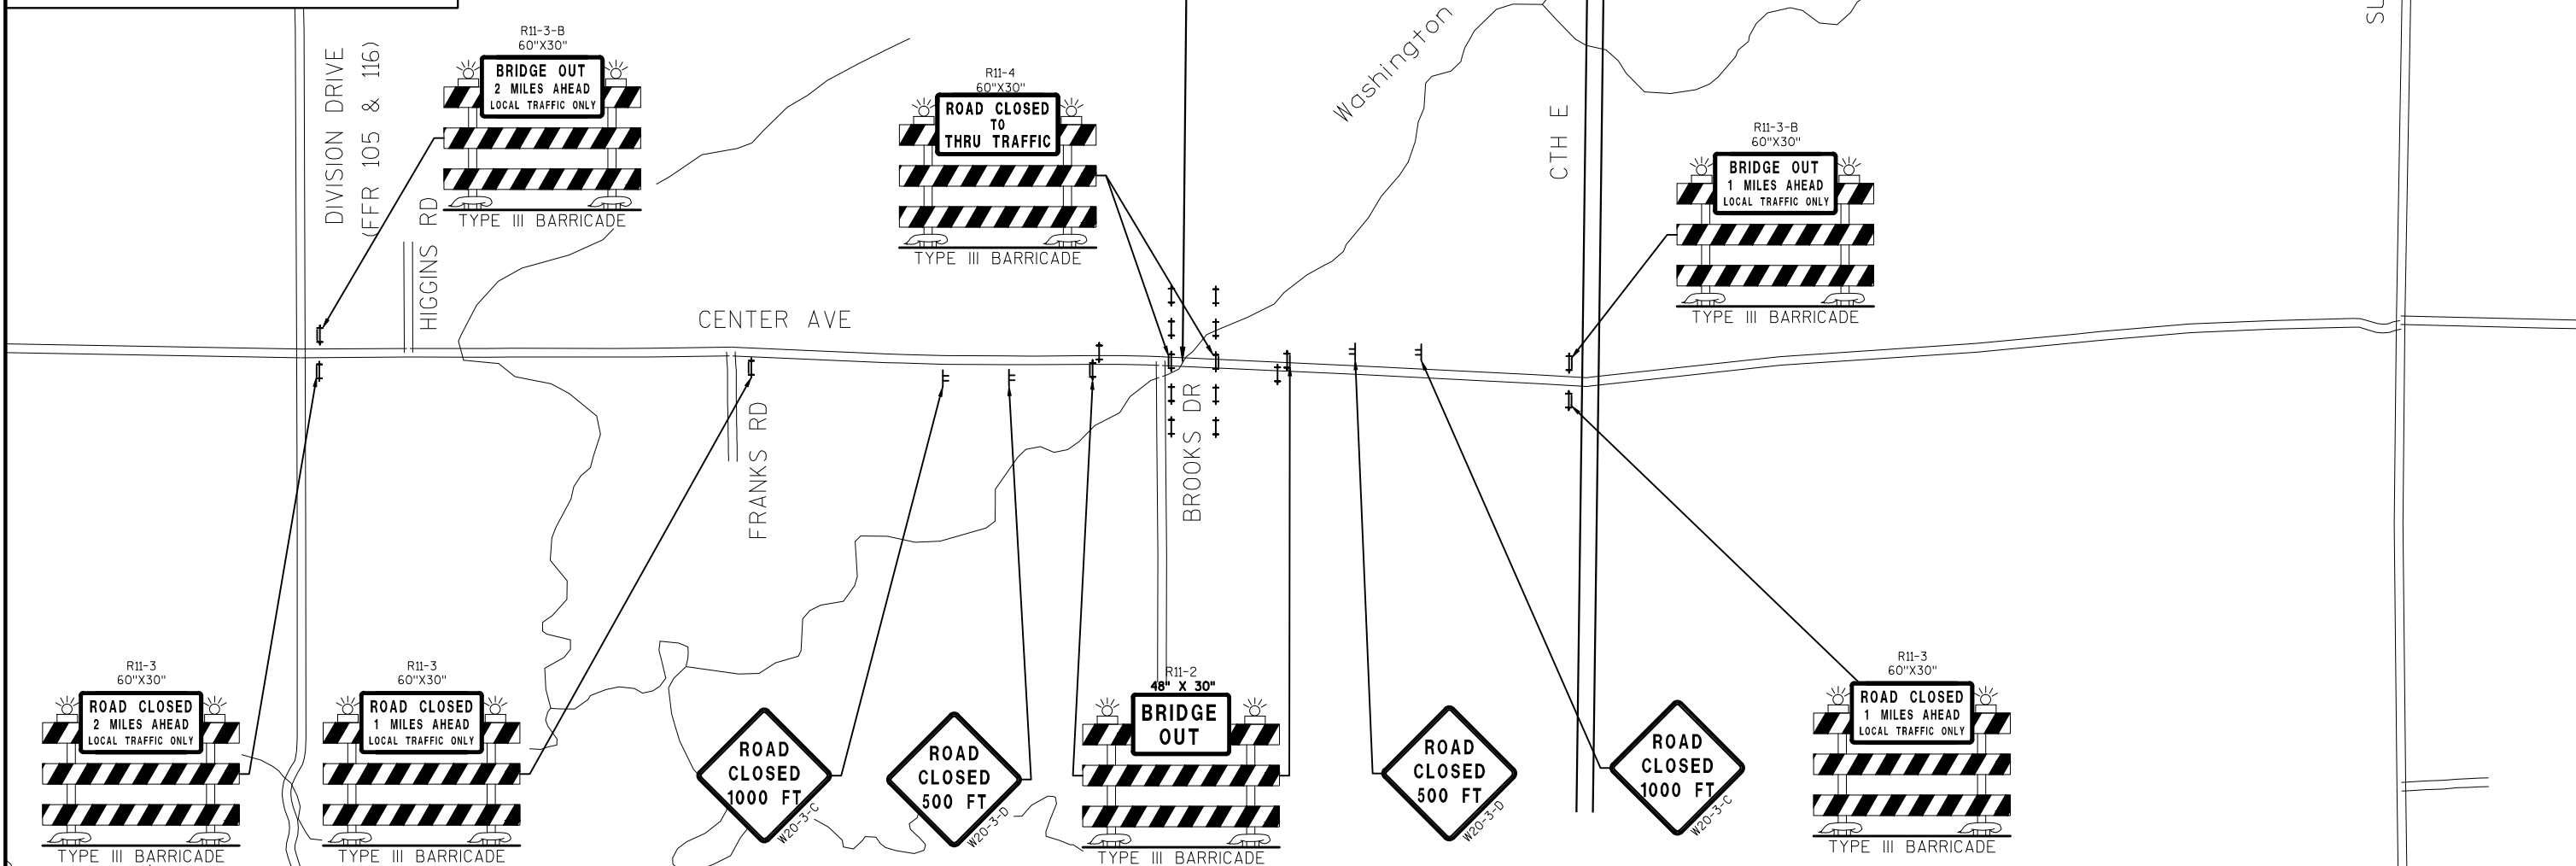 R11-3-B
60"X30"
BRIDGE OUT
2 MILES AHEAD
LOCAL TRAFFIC ONLY
TYPE III BARRICADE
DIVISION DRIVE
(FFR 105 & 116)
HIGGINS RD
R11-4
60"X30"
ROAD CLOSED
TO
THRU TRAFFIC
TYPE III BARRICADE
Washington
CTH E
R11-3-B
60"X30"
BRIDGE OUT
1 MILES AHEAD
LOCAL TRAFFIC ONLY
TYPE III BARRICADE
CENTER AVE
FRANKS RD
BROOKS DR
R11-3
60"X30"
ROAD CLOSED
2 MILES AHEAD
LOCAL TRAFFIC ONLY
TYPE III BARRICADE
R11-3
60"X30"
ROAD CLOSED
1 MILES AHEAD
LOCAL TRAFFIC ONLY
TYPE III BARRICADE
ROAD
CLOSED
1000 FT
W20-3-C
ROAD
CLOSED
500 FT
W20-3-D
R11-2
48" X 30"
BRIDGE
OUT
TYPE III BARRICADE
ROAD
CLOSED
500 FT
W20-3-D
ROAD
CLOSED
1000 FT
W20-3-C
R11-3
60"X30"
ROAD CLOSED
1 MILES AHEAD
LOCAL TRAFFIC ONLY
TYPE III BARRICADE